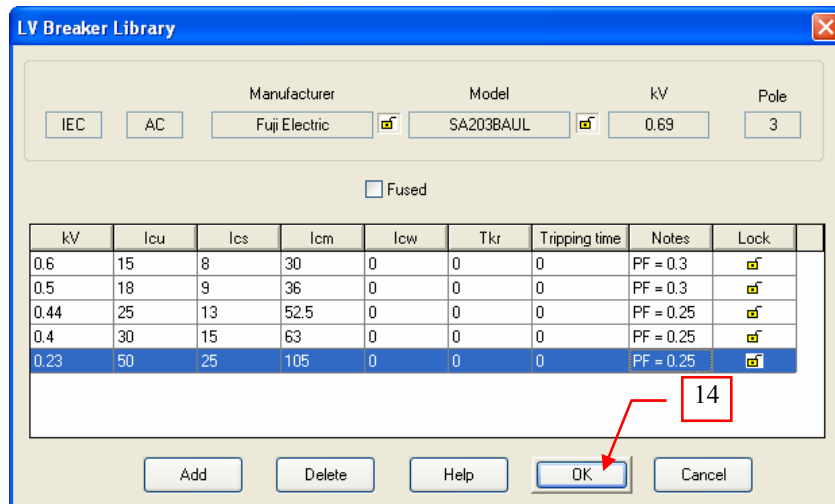 LV Breaker Library
Manufacturer Model kV Pole
IEC AC Fuji Electric SA203BAUL 0.69 3
Fused
kV Icu Ics Icm Icw Tkr Tripping time Notes Lock
0.6 15 8 30 0 0 0 PF = 0.3
0.5 18 9 36 0 0 0 PF = 0.3
0.44 25 13 52.5 0 0 0 PF = 0.25
0.4 30 15 63 0 0 0 PF = 0.25
0.23 50 25 105 0 0 0 PF = 0.25
14
Add Delete Help OK Cancel